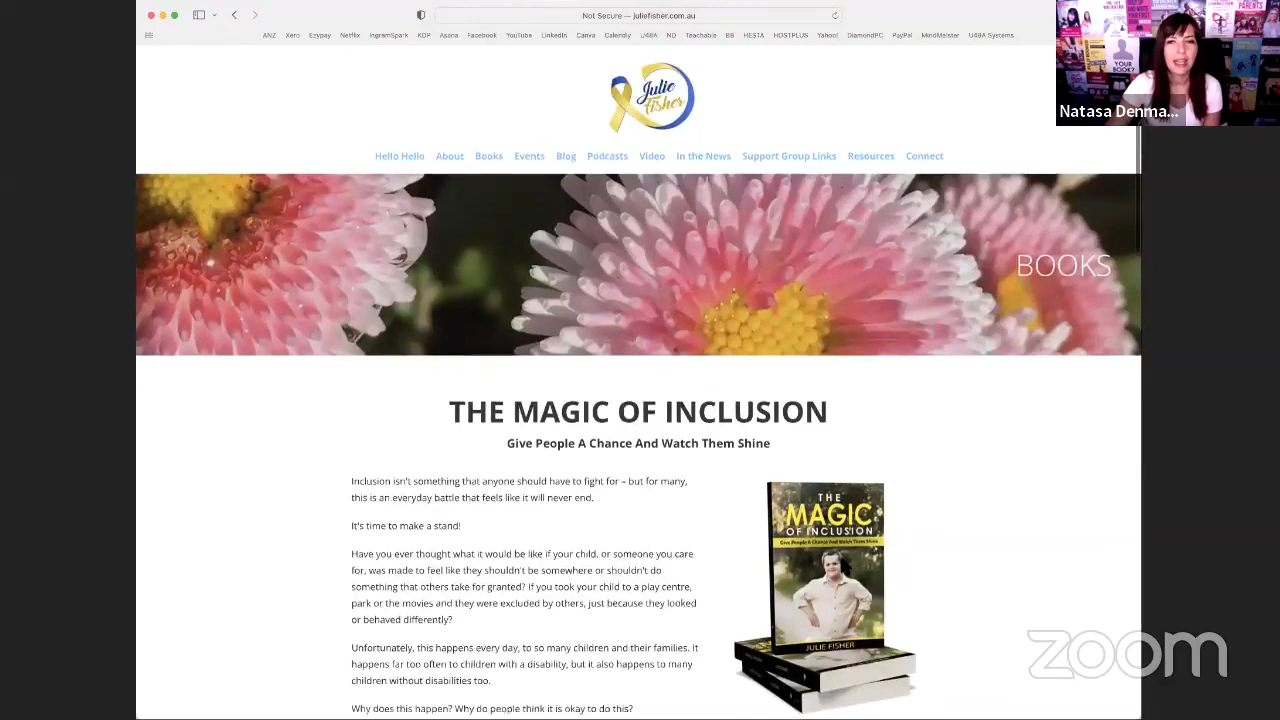 Not Secure — juliefisher.com.au
ANZ Xero Ezypay Netflix IngramSpark KDP Asana Facebook YouTube LinkedIn Canva Calendly U48A Teachable BB HESTA HOSTPLUS Yahoo! DiamondPC PayPal MindMeister U48A Systems
Natasa Denma...
Julie
Fisher
Hello Hello About Books Events Blog Podcasts Video In the News Support Group Links Resources Connect
BOOKS
THE MAGIC OF INCLUSION
Give People A Chance And Watch Them Shine
Inclusion isn't something that anyone should have to fight for – but for many,
this is an everyday battle that feels like it will never end.
It's time to make a stand!
Have you ever thought what it would be like if your child, or someone you care
for, was made to feel like they shouldn't be somewhere or shouldn't do
something that others take for granted? If you took your child to a play centre,
park or the movies and they were excluded by others, just because they looked
or behaved differently?
Unfortunately, this happens every day, to so many children and their families. It
happens far too often to children with a disability, but it also happens to many
children without disabilities too.
Why does this happen? Why do people think it is okay to do this?
THE
MAGIC
OF INCLUSION
Give People A Chance And Watch Them Shine
JULIE FISHER
zoom